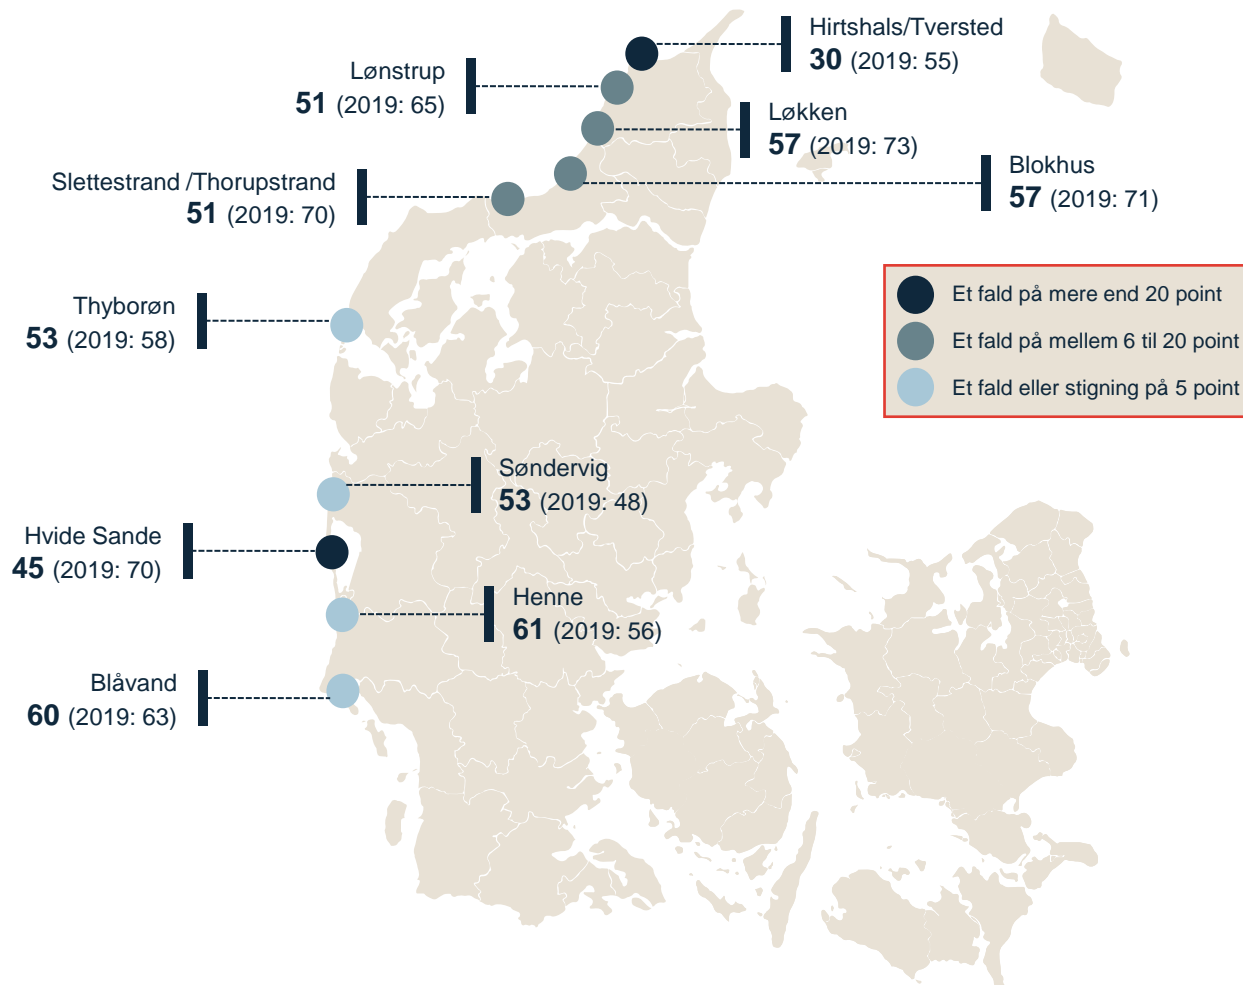 Hirtshals/Tversted
30 (2019: 55)
Lønstrup
51 (2019: 65)
Løkken
57 (2019: 73)
Blokhus
57 (2019: 71)
Slettestrand /Thorupstrand
51 (2019: 70)
Et fald på mere end 20 point
Et fald på mellem 6 til 20 point
Et fald eller stigning på 5 point
Thyborøn
53 (2019: 58)
Søndervig
53 (2019: 48)
Hvide Sande
45 (2019: 70)
Henne
61 (2019: 56)
Blåvand
60 (2019: 63)